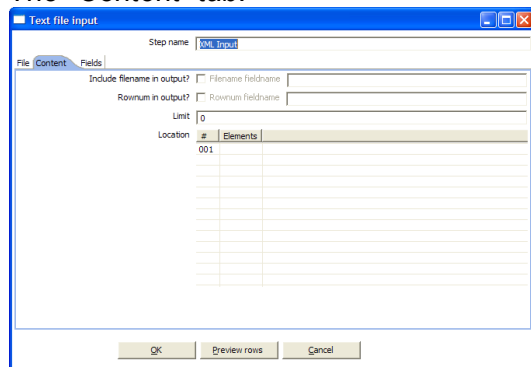 The "Content" tab:
Text file input
Step name XML Input
File Content Fields
Include filename in output? Filename fieldname
Rownum in output? Rownum fieldname
Limit 0
Location # Elements
001
OK Preview rows Cancel